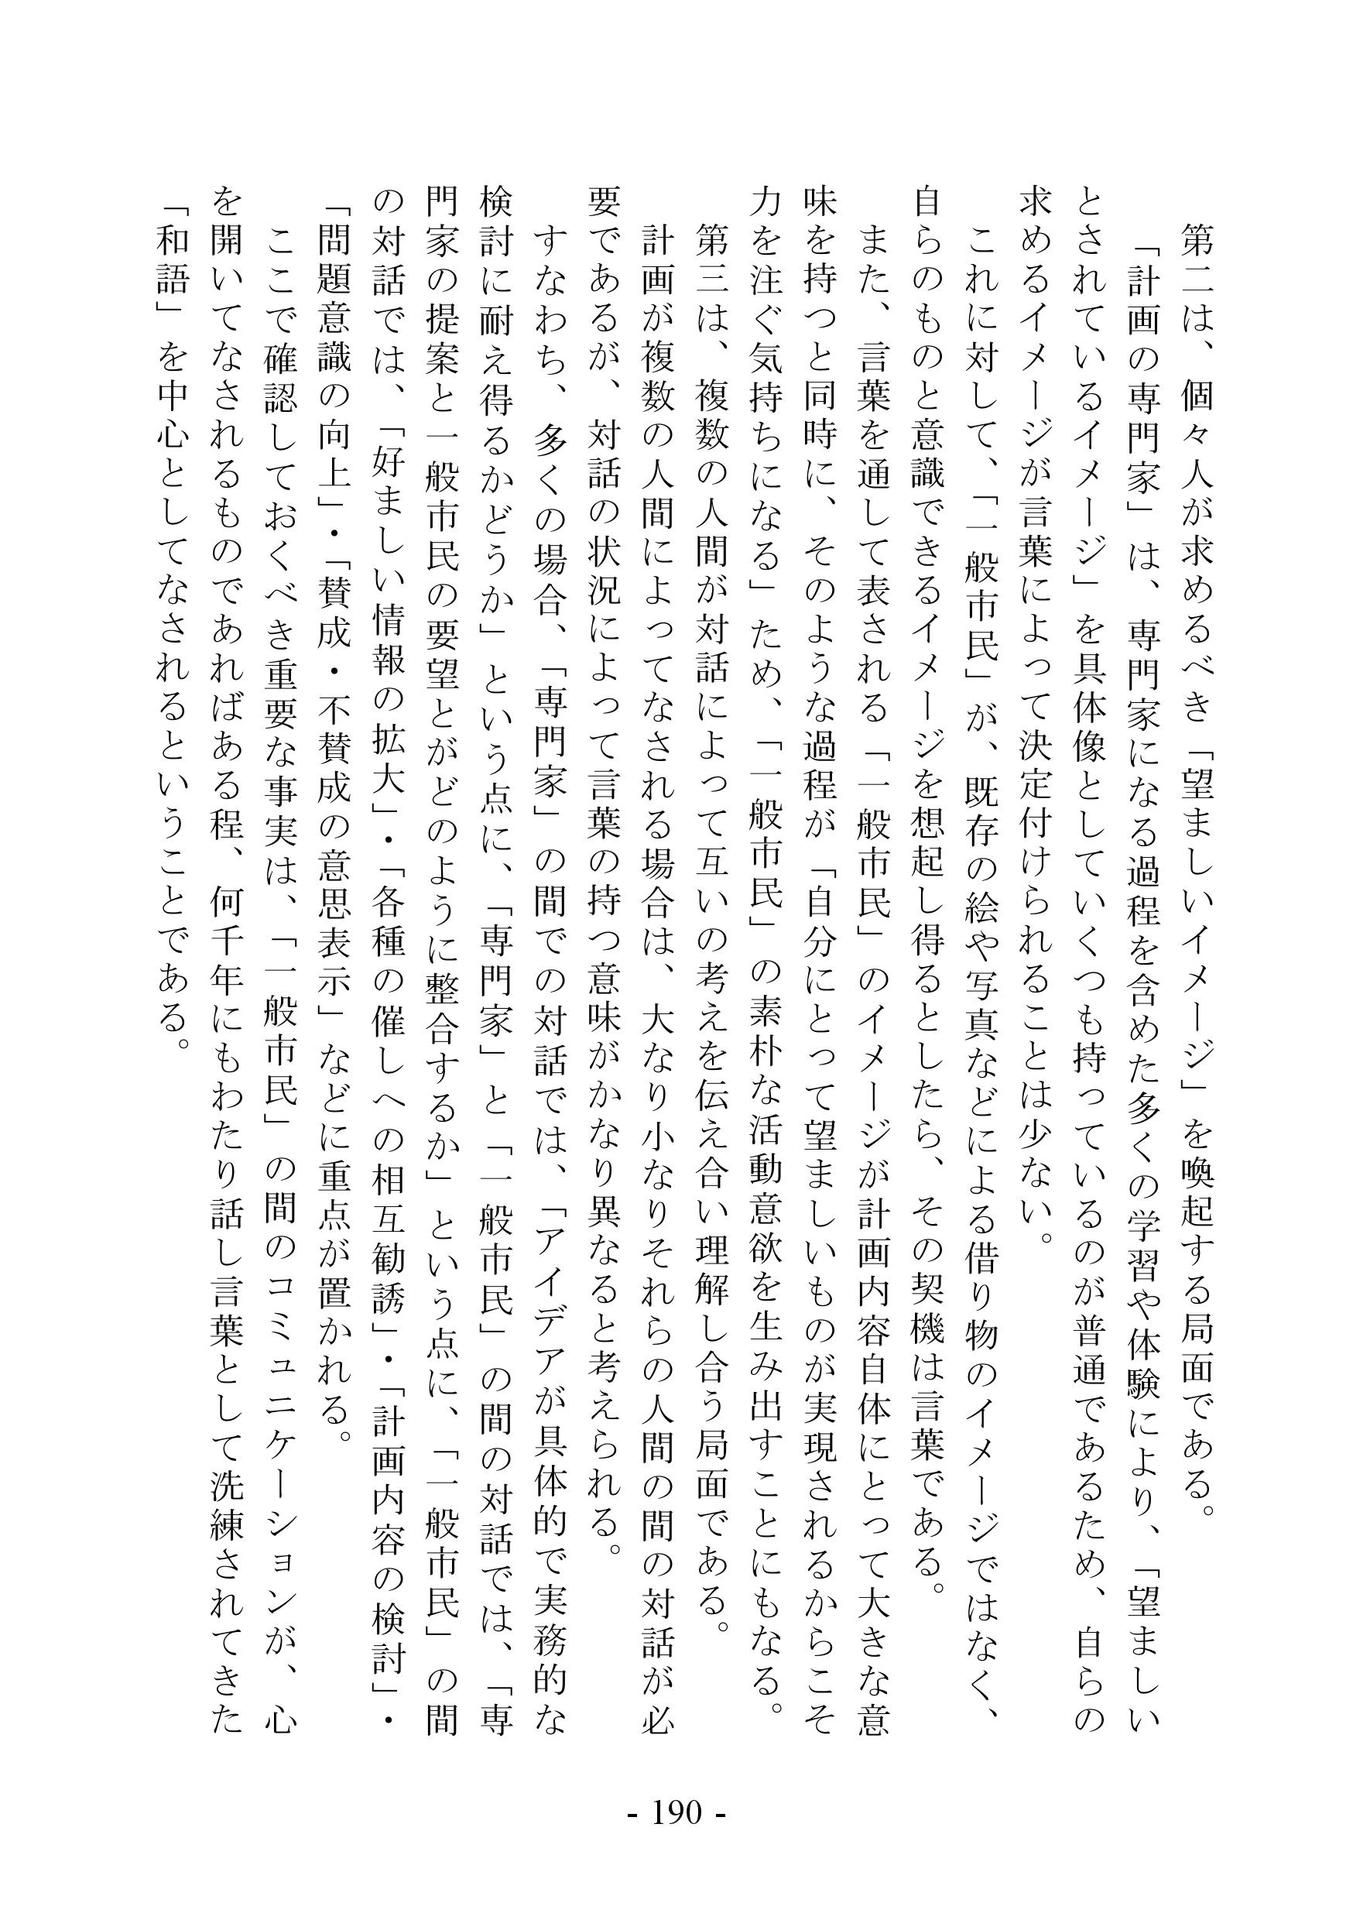 第二は、個々人が求めるべき「望ましいイメージ」を喚起する局面である。
「計画の専門家」は、専門家になる過程を含めた多くの学習や体験により、「望ましい
とされているイメージ」を具体像としていくつも持っているのが普通であるため、自らの
求めるイメージが言葉によって決定付けられることは少ない。
これに対して、「一般市民」が、既存の絵や写真などによる借り物のイメージではなく、
自らのものと意識できるイメージを想起し得るとしたら、その契機は言葉である。
また、言葉を通して表される「一般市民」のイメージが計画内容自体にとって大きな意
味を持つと同時に、そのような過程が「自分にとって望ましいものが実現されるからこそ
力を注ぐ気持ちになる」ため、「一般市民」の素朴な活動意欲を生み出すことにもなる。
第三は、複数の人間が対話によって互いの考えを伝え合い理解し合う局面である。
計画が複数の人間によってなされる場合は、大なり小なりそれらの人間の間の対話が必
要であるが、対話の状況によって言葉の持つ意味がかなり異なると考えられる。
すなわち、多くの場合、「専門家」の間での対話では、「アイデアが具体的で実務的な
検討に耐え得るかどうか」という点に、「専門家」と「一般市民」の間の対話では、「専
門家の提案と一般市民の要望とがどのように整合するか」という点に、「一般市民」の間
の対話では、「好ましい情報の拡大」・「各種の催しへの相互勧誘」・「計画内容の検討」・
「問題意識の向上」・「賛成・不賛成の意思表示」などに重点が置かれる。
ここで確認しておくべき重要な事実は、「一般市民」の間のコミュニケーションが、心
を開いてなされるものであればある程、何千年にもわたり話し言葉として洗練されてきた
「和語」を中心としてなされるということである。
- 190 -